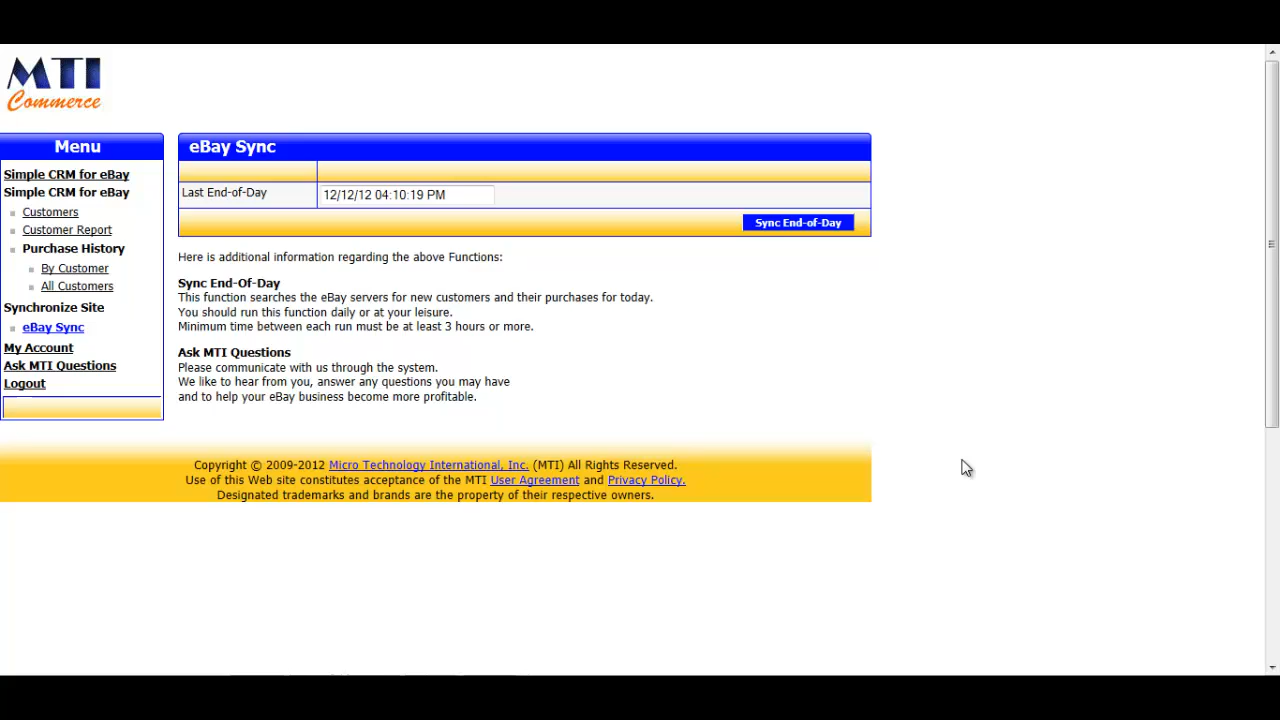 MTI
Commerce
Menu
Simple CRM for eBay
Simple CRM for eBay
Customers
Customer Report
Purchase History
By Customer
All Customers
Synchronize Site
eBay Sync
My Account
Ask MTI Questions
Logout
eBay Sync
Last End-of-Day 12/12/12 04:10:19 PM
Sync End-of-Day
Here is additional information regarding the above Functions:
Sync End-Of-Day
This function searches the eBay servers for new customers and their purchases for today.
You should run this function daily or at your leisure.
Minimum time between each run must be at least 3 hours or more.
Ask MTI Questions
Please communicate with us through the system.
We like to hear from you, answer any questions you may have
and to help your eBay business become more profitable.
Copyright © 2009-2012 Micro Technology International, Inc. (MTI) All Rights Reserved.
Use of this Web site constitutes acceptance of the MTI User Agreement and Privacy Policy.
Designated trademarks and brands are the property of their respective owners.